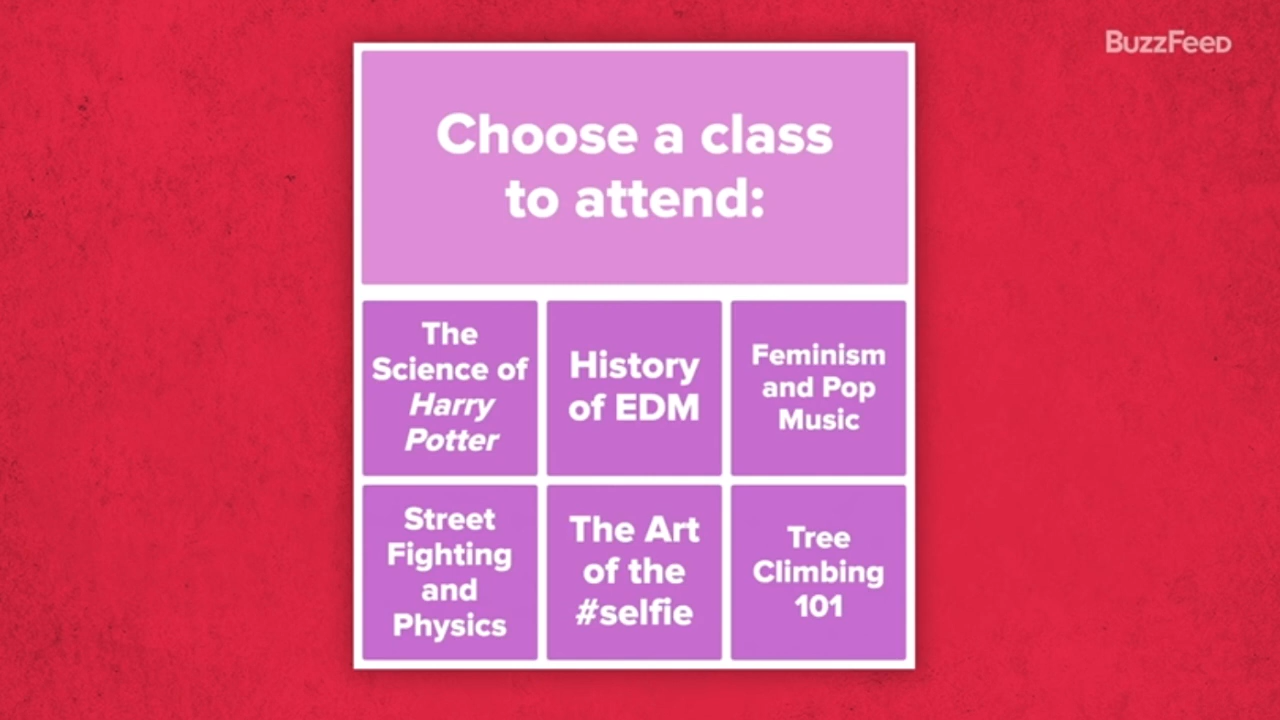 BuzzFeed
Choose a class
to attend:
The
Science of
Harry
Potter
History
of EDM
Feminism
and Pop
Music
Street
Fighting
and
Physics
The Art
of the
#selfie
Tree
Climbing
101